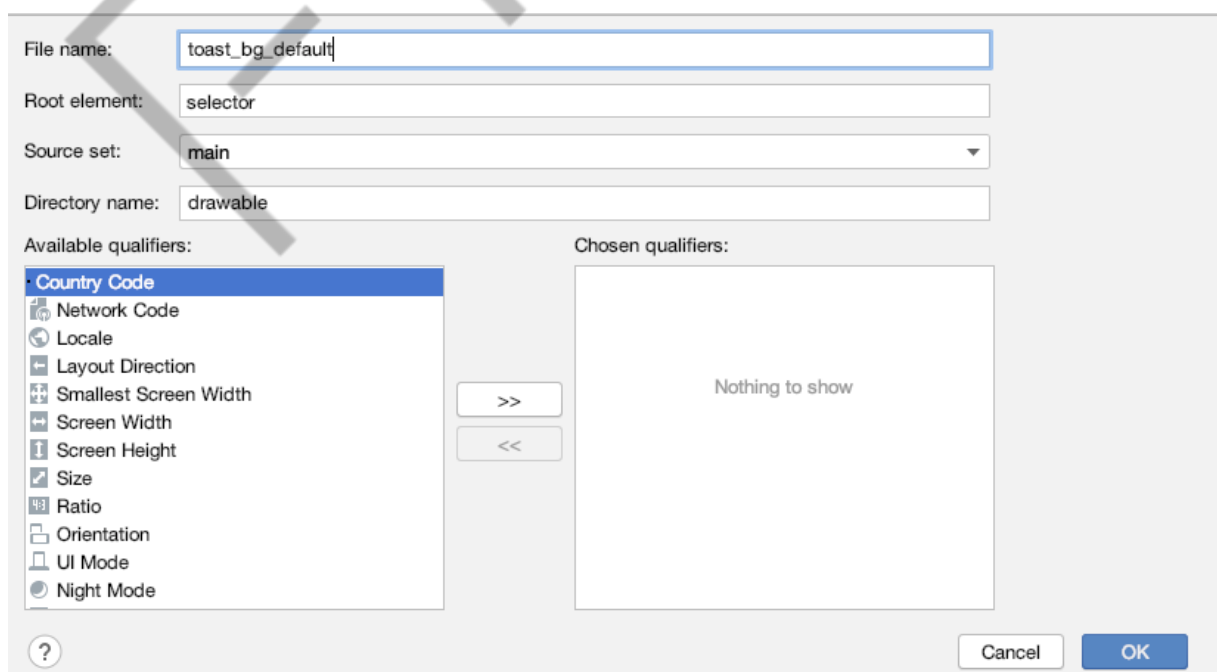 File name: toast_bg_default
Root element: selector
Source set: main
Directory name: drawable
Available qualifiers: Chosen qualifiers:
Country Code
Network Code
Locale
Layout Direction
Smallest Screen Width
Screen Width
Screen Height
Size
Ratio
Orientation
UI Mode
Night Mode
>>
<<
Nothing to show
?
Cancel
OK